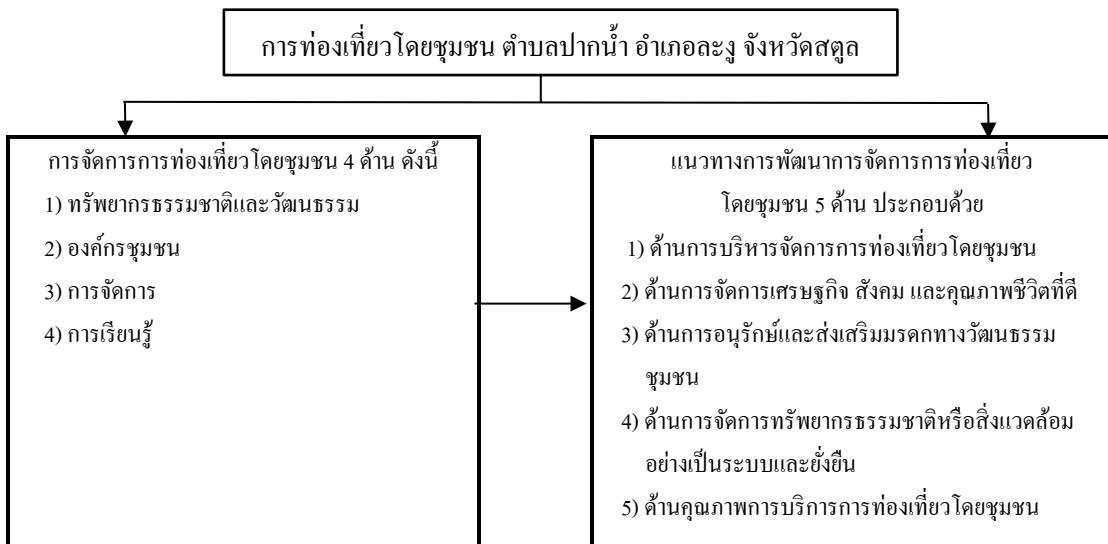 การท่องเที่ยวโดยชุมชน ตำบลปากน้ำ อำเภอละงู จังหวัดสตูล
การจัดการการท่องเที่ยวโดยชุมชน 4 ด้าน ดังนี้
1) ทรัพยากรธรรมชาติและวัฒนธรรม
2) องค์กรชุมชน
3) การจัดการ
4) การเรียนรู้
แนวทางการพัฒนาการจัดการการท่องเที่ยว
โดยชุมชน 5 ด้าน ประกอบด้วย
1) ด้านการบริหารจัดการการท่องเที่ยวโดยชุมชน
2) ด้านการจัดการเศรษฐกิจ สังคม และคุณภาพชีวิตที่ดี
3) ด้านการอนุรักษ์และส่งเสริมมรดกทางวัฒนธรรม
ชุมชน
4) ด้านการจัดการทรัพยากรธรรมชาติหรือสิ่งแวดล้อม
อย่างเป็นระบบและยั่งยืน
5) ด้านคุณภาพการบริการการท่องเที่ยวโดยชุมชน